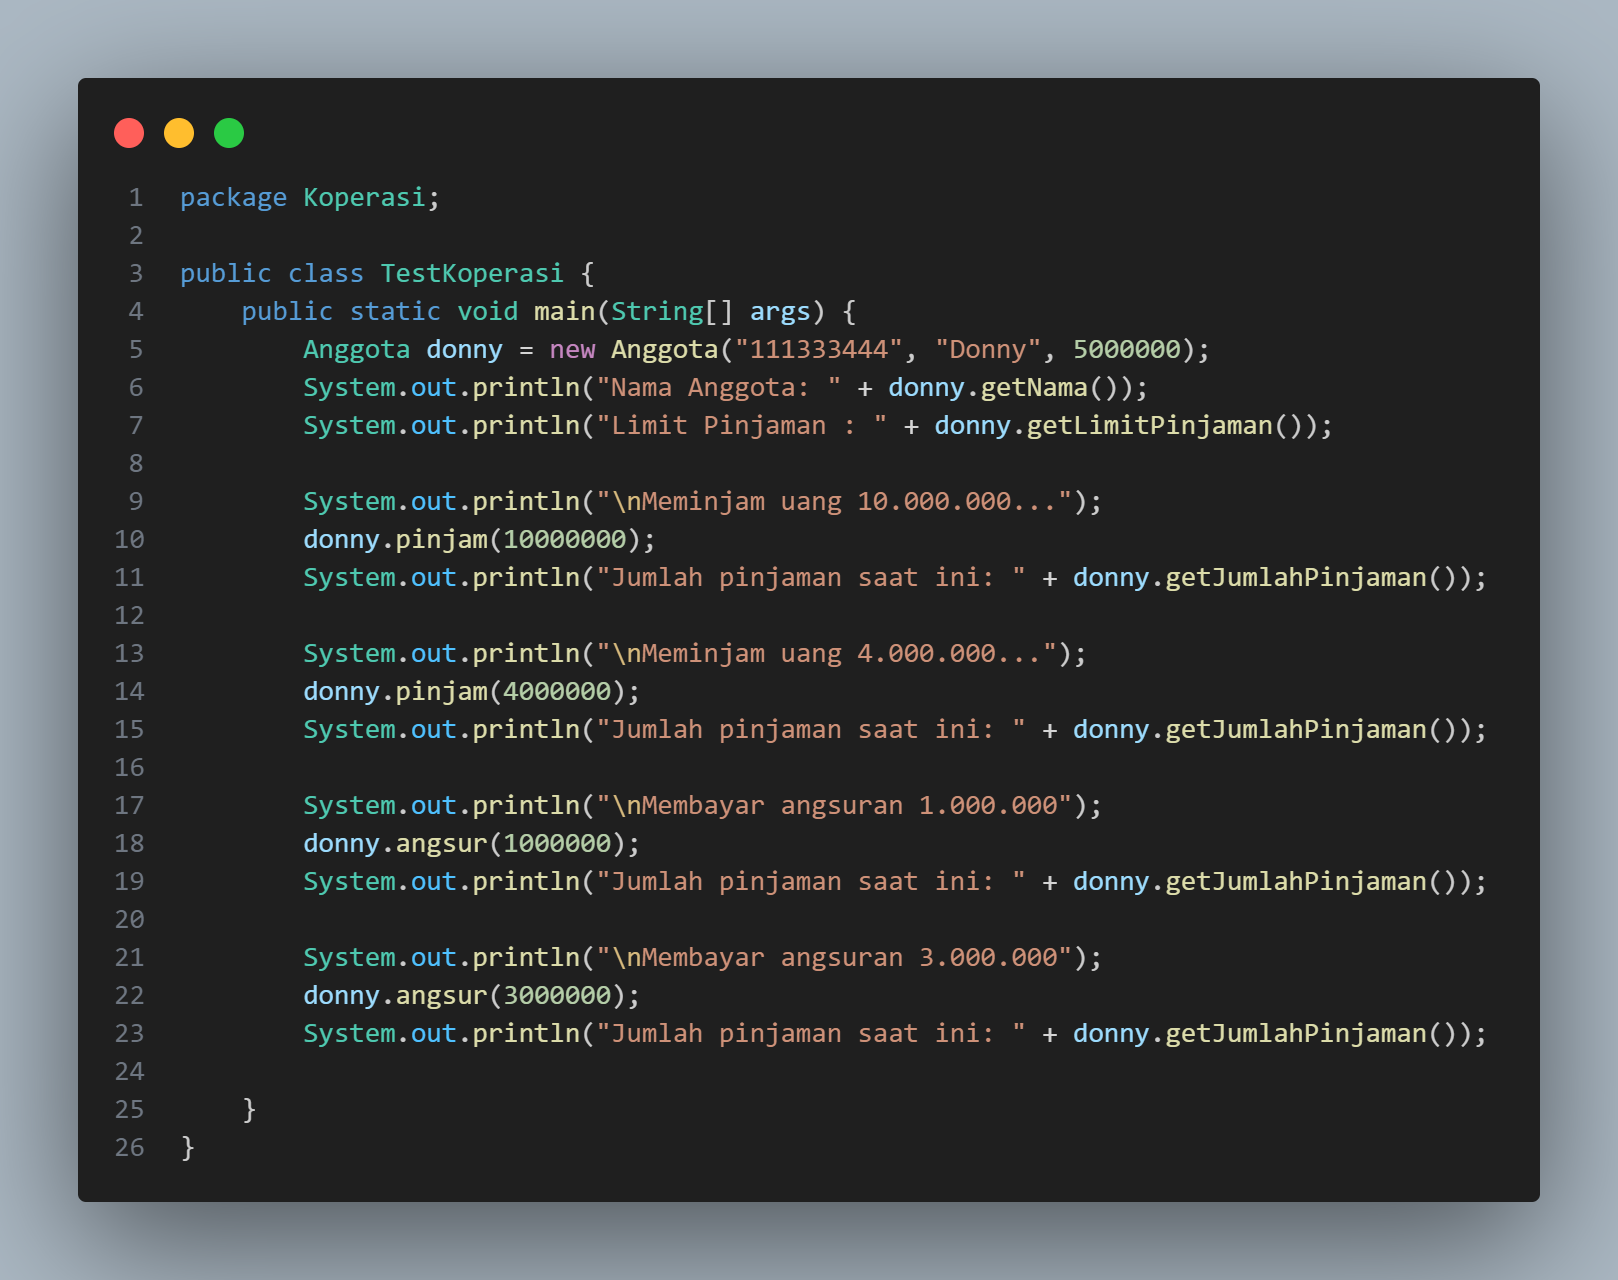 1 package Koperasi;
2
3 public class TestKoperasi {
4     public static void main(String[] args) {
5         Anggota donny = new Anggota("111333444", "Donny", 5000000);
6         System.out.println("Nama Anggota: " + donny.getNama());
7         System.out.println("Limit Pinjaman : " + donny.getLimitPinjaman());
8
9         System.out.println("\nMeminjam uang 10.000.000...");
10         donny.pinjam(10000000);
11         System.out.println("Jumlah pinjaman saat ini: " + donny.getJumlahPinjaman());
12
13         System.out.println("\nMeminjam uang 4.000.000...");
14         donny.pinjam(4000000);
15         System.out.println("Jumlah pinjaman saat ini: " + donny.getJumlahPinjaman());
16
17         System.out.println("\nMembayar angsuran 1.000.000");
18         donny.angsur(1000000);
19         System.out.println("Jumlah pinjaman saat ini: " + donny.getJumlahPinjaman());
20
21         System.out.println("\nMembayar angsuran 3.000.000");
22         donny.angsur(3000000);
23         System.out.println("Jumlah pinjaman saat ini: " + donny.getJumlahPinjaman());
24
25     }
26 }